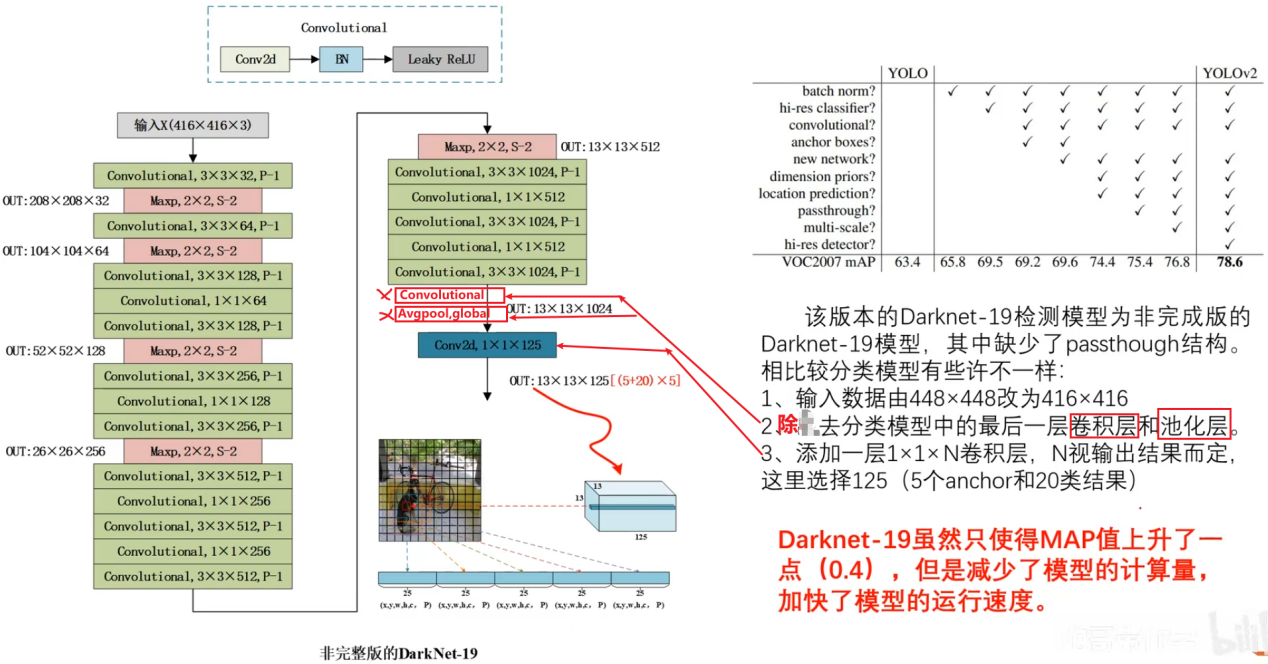 Convolutional
Conv2d
BN
Leaky ReLU
输入X(416×416×3)
Convolutional,3×3×32,P-1
OUT:208×208×32
Maxp,2×2,S-2
Convolutional,3×3×64,P-1
OUT:104×104×64
Maxp,2×2,S-2
Convolutional,3×3×128,P-1
Convolutional,1×1×64
Convolutional,3×3×128,P-1
OUT:52×52×128
Maxp,2×2,S-2
Convolutional,3×3×256,P-1
Convolutional,1×1×128
Convolutional,3×3×256,P-1
OUT:26×26×256
Maxp,2×2,S-2
Convolutional,3×3×512,P-1
Convolutional,1×1×256
Convolutional,3×3×512,P-1
Convolutional,1×1×256
Convolutional,3×3×512,P-1
Maxp,2×2,S-2
OUT:13×13×512
Convolutional,3×3×1024,P-1
Convolutional,1×1×512
Convolutional,3×3×1024,P-1
Convolutional,1×1×512
Convolutional,3×3×1024,P-1
Convolutional
Avgpool,global
OUT:13×13×1024
Conv2d,1×1×125
OUT:13×13×125[(5+20)×5]
13
13
125
25 25 25 25 25
(x,y,w,h,c, P) (x,y,w,h,c, P) (x,y,w,h,c, P) (x,y,w,h,c, P) (x,y,w,h,c, P)
非完整版的DarkNet-19
YOLO YOLOv2
batch norm? ✓ ✓ ✓ ✓ ✓ ✓ ✓ ✓
hi-res classifier? ✓ ✓ ✓ ✓ ✓ ✓ ✓
convolutional? ✓ ✓ ✓ ✓ ✓ ✓
anchor boxes? ✓ ✓
new network? ✓ ✓ ✓ ✓ ✓
dimension priors? ✓ ✓ ✓ ✓
location prediction? ✓ ✓ ✓ ✓
passthrough? ✓ ✓ ✓
multi-scale? ✓ ✓
hi-res detector? ✓
VOC2007 mAP 63.4 65.8 69.5 69.2 69.6 74.4 75.4 76.8 78.6
该版本的Darknet-19检测模型为非完成版的
Darknet-19模型，其中缺少了passthough结构。
相比较分类模型有些许不一样：
1、输入数据由448×448改为416×416
2、除去分类模型中的最后一层卷积层和池化层。
3、添加一层1×1×N卷积层，N视输出结果而定，
这里选择125（5个anchor和20类结果）
Darknet-19虽然只使得MAP值上升了一
点（0.4），但是减少了模型的计算量，
加快了模型的运行速度。